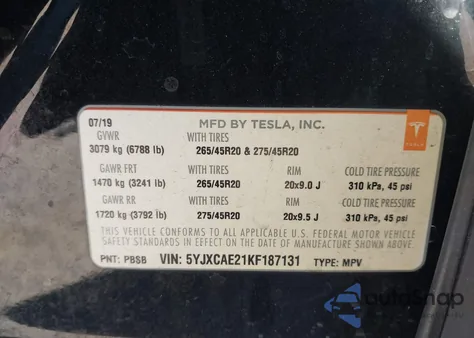 07/19 MFD BY TESLA, INC.
GVWR WITH TIRES
3079 kg (6788 lb) 265/45R20 & 275/45R20
GAWR FRT WITH TIRES RIM COLD TIRE PRESSURE
1470 kg (3241 lb) 265/45R20 20x9.0 J 310 kPa, 45 psi
GAWR RR WITH TIRES RIM COLD TIRE PRESSURE
1720 kg (3792 lb) 275/45R20 20x9.5 J 310 kPa, 45 psi
THIS VEHICLE CONFORMS TO ALL APPLICABLE U.S. FEDERAL MOTOR VEHICLE
SAFETY STANDARDS IN EFFECT ON THE DATE OF MANUFACTURE SHOWN ABOVE.
PNT: PBSB VIN: 5YJXCAE21KF187131 TYPE: MPV
TESLA
autoSnap